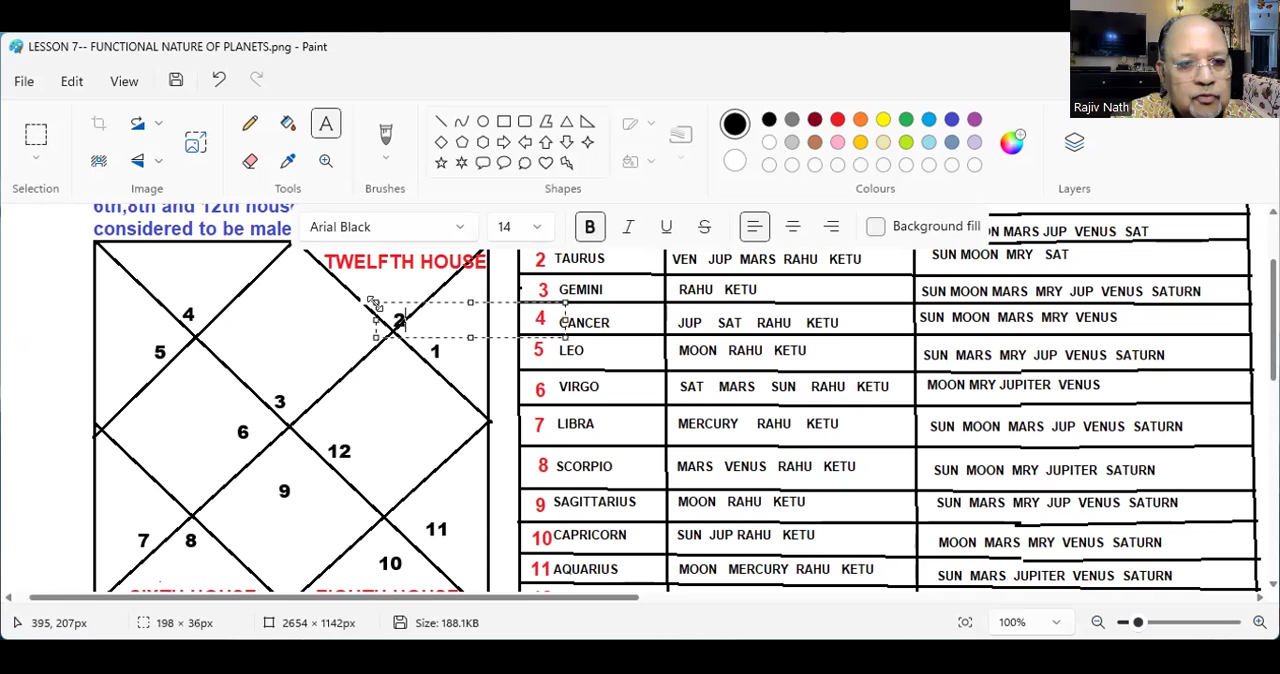 LESSON 7-- FUNCTIONAL NATURE OF PLANETS.png - Paint
File Edit View
Rajiv Nath
Selection
Image
Tools
Brushes
Shapes
Colours
Layers
Arial Black
14
B
Background fill
6th,8th and 12th hous
considered to be male
TWELFTH HOUSE
4
5
2
1
3
6
12
9
11
7
8
10
MARS JUP VENUS SAT
2 TAURUS VEN JUP MARS RAHU KETU SUN MOON MRY SAT
3 GEMINI RAHU KETU SUN MOON MARS MRY JUP VENUS SATURN
4 CANCER JUP SAT RAHU KETU SUN MOON MARS MRY VENUS
5 LEO MOON RAHU KETU SUN MARS MRY JUP VENUS SATURN
6 VIRGO SAT MARS SUN RAHU KETU MOON MRY JUPITER VENUS
7 LIBRA MERCURY RAHU KETU SUN MOON MARS JUP VENUS SATURN
8 SCORPIO MARS VENUS RAHU KETU SUN MOON MRY JUPITER SATURN
9 SAGITTARIUS MOON RAHU KETU SUN MARS MRY JUP VENUS SATURN
10 CAPRICORN SUN JUP RAHU KETU MOON MARS MRY VENUS SATURN
11 AQUARIUS MOON MERCURY RAHU KETU SUN MARS JUPITER VENUS SATURN
395, 207px
198 × 36px
2654 × 1142px
Size: 188.1KB
100%